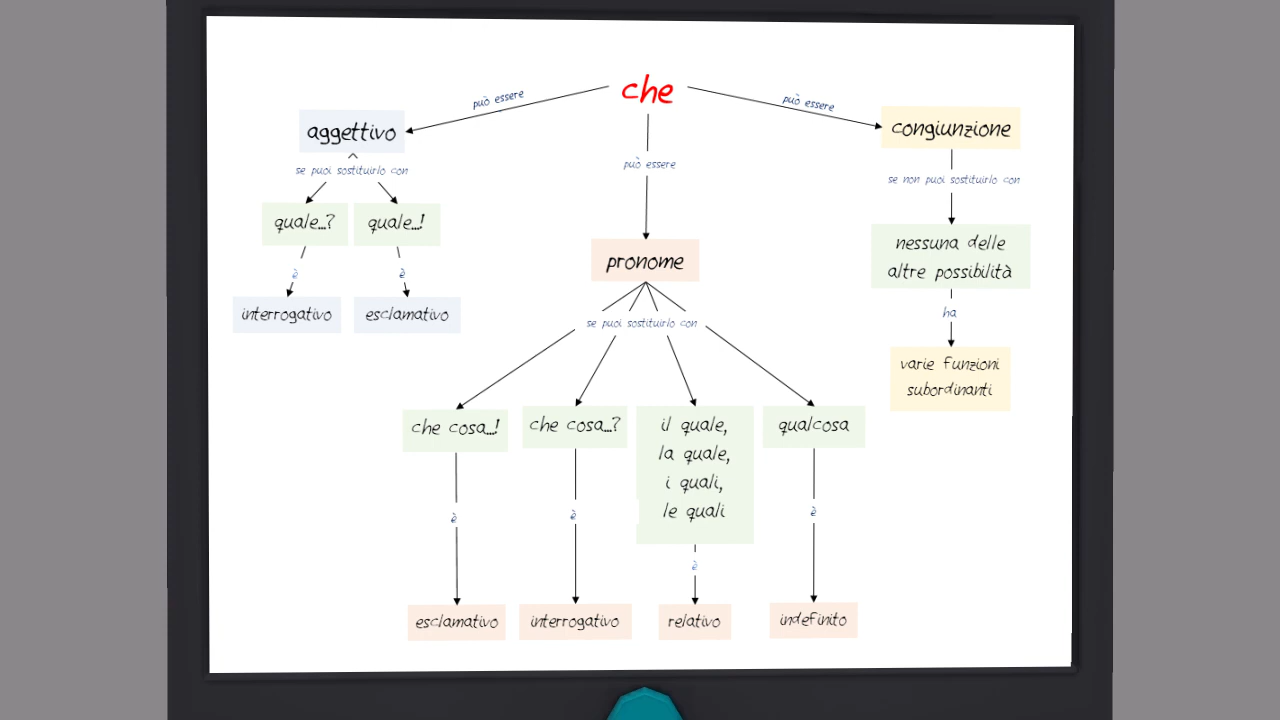 che
può essere
aggettivo
se puoi sostituirlo con
quale...?
quale...!
è
è
interrogativo
esclamativo
può essere
pronome
se puoi sostituirlo con
che cosa...!
che cosa...?
il quale,
la quale,
i quali,
le quali
qualcosa
è
è
è
è
esclamativo
interrogativo
relativo
indefinito
può essere
congiunzione
se non puoi sostituirlo con
nessuna delle
altre possibilità
ha
varie funzioni
subordinanti